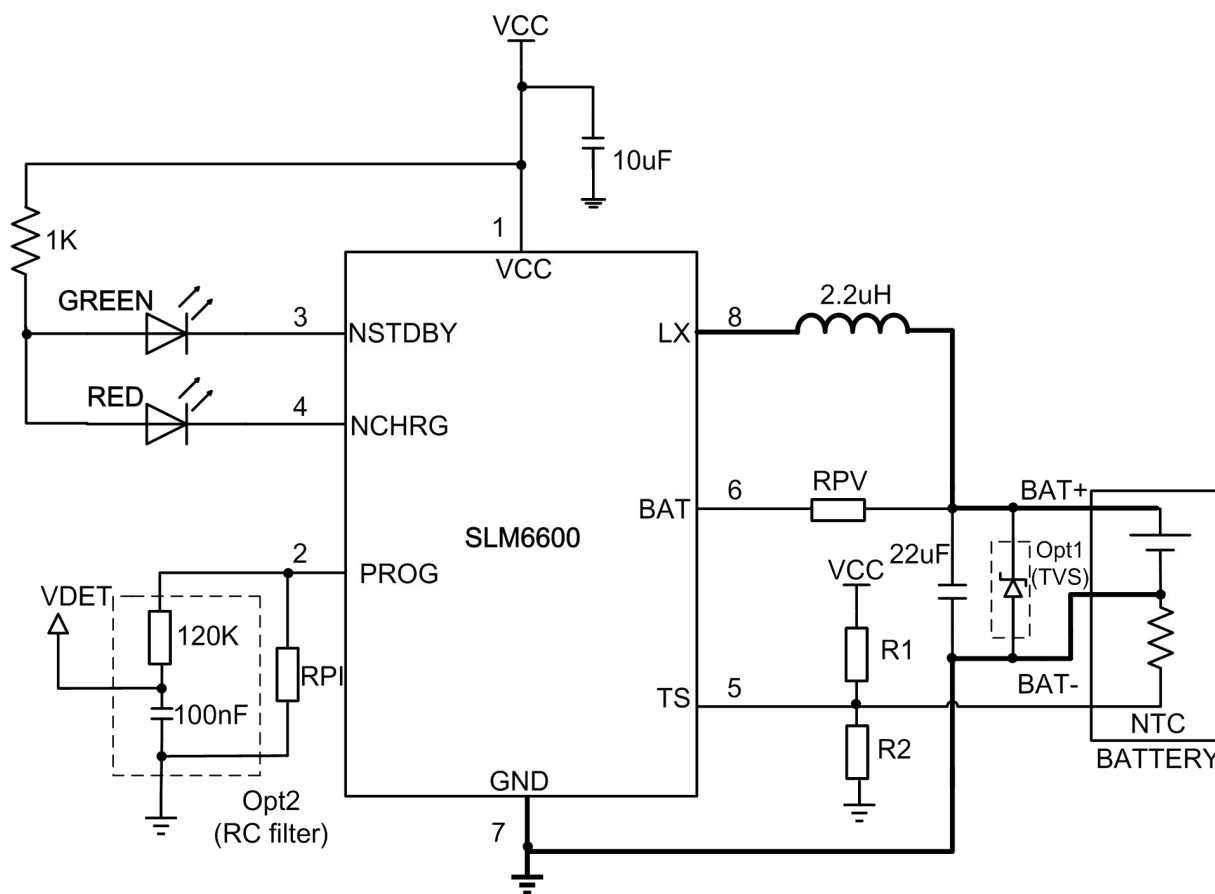 VCC
10uF
1K
1
VCC
GREEN
3
NSTDBY
RED
4
NCHRG
LX
8
2.2uH
SLM6600
BAT
6
RPV
BAT+
22uF
Opt1
(TVS)
2
PROG
VDET
120K
RPI
100nF
VCC
R1
TS
5
R2
BAT-
NTC
BATTERY
Opt2
(RC filter)
GND
7